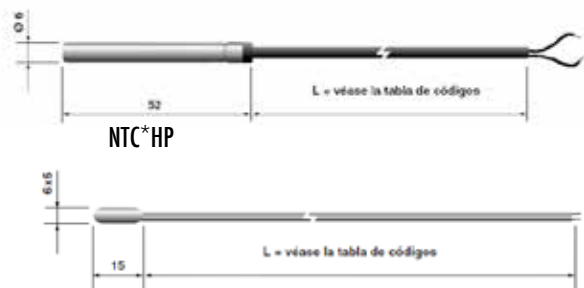 Ø 6
L = véase la tabla de códigos
52
NTC*HP
6x5
L = véase la tabla de códigos
15